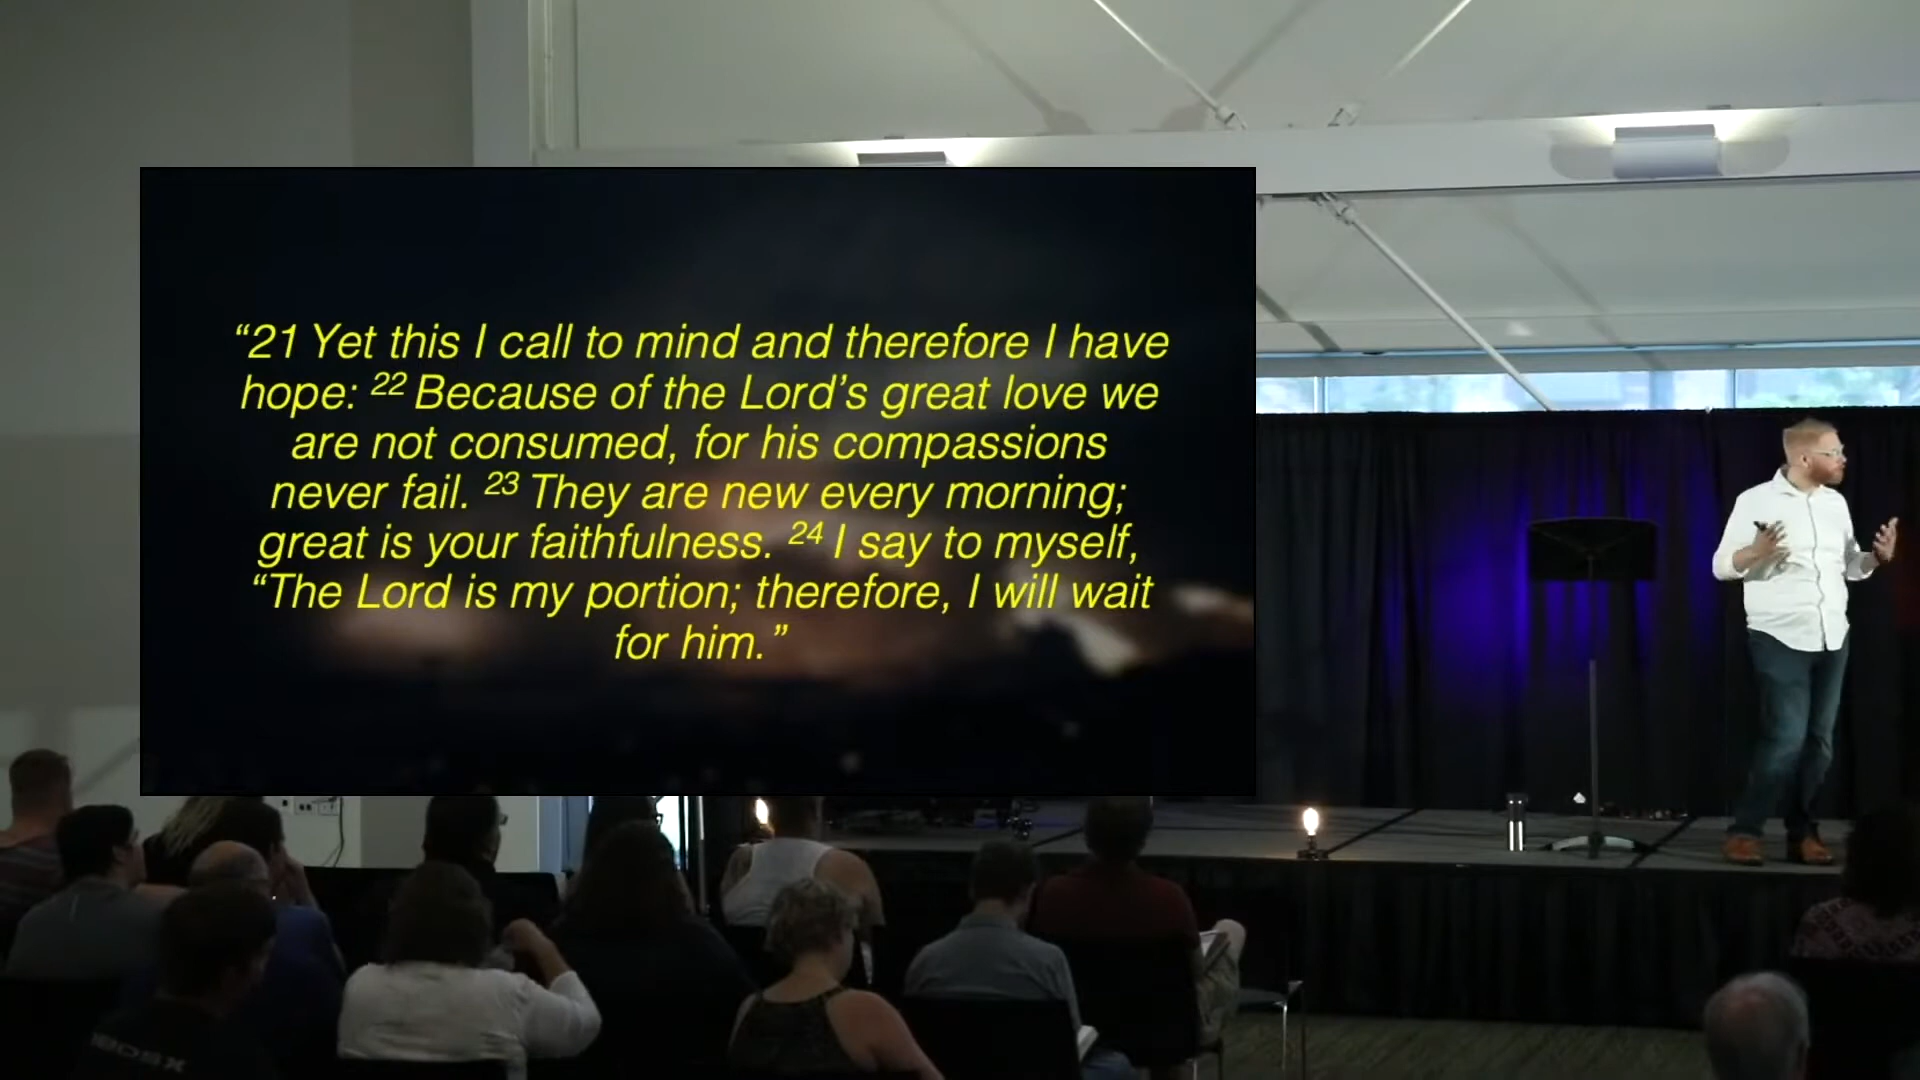 “21 Yet this I call to mind and therefore I have
hope: 22 Because of the Lord’s great love we
are not consumed, for his compassions
never fail. 23 They are new every morning;
great is your faithfulness. 24 I say to myself,
“The Lord is my portion; therefore, I will wait
for him.”